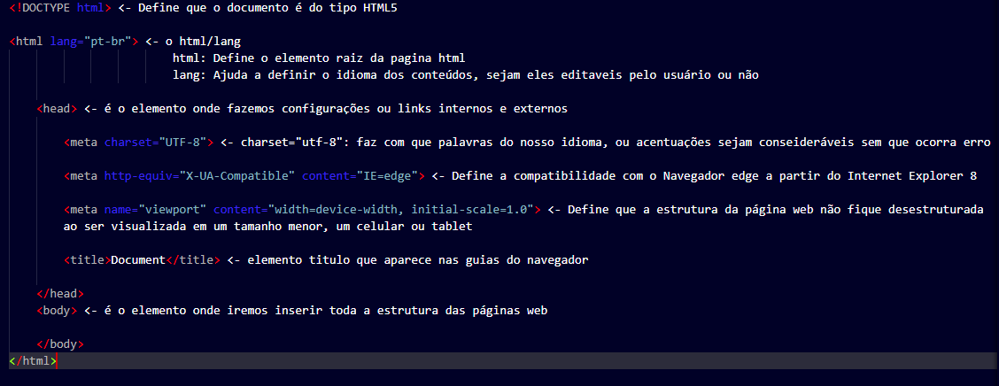 <!DOCTYPE html> <- Define que o documento é do tipo HTML5
<html lang="pt-br"> <- o html/lang
html: Define o elemento raiz da pagina html
lang: Ajuda a definir o idioma dos conteúdos, sejam eles editaveis pelo usuário ou não
<head> <- é o elemento onde fazemos configurações ou links internos e externos
<meta charset="UTF-8"> <- charset="utf-8": faz com que palavras do nosso idioma, ou acentuações sejam conseideráveis sem que ocorra erro
<meta http-equiv="X-UA-Compatible" content="IE=edge"> <- Define a compatibilidade com o Navegador edge a partir do Internet Explorer 8
<meta name="viewport" content="width=device-width, initial-scale=1.0"> <- Define que a estrutura da página web não fique desestruturada
ao ser visualizada em um tamanho menor, um celular ou tablet
<title>Document</title> <- elemento titulo que aparece nas guias do navegador
</head>
<body> <- é o elemento onde iremos inserir toda a estrutura das páginas web
</body>
</html>